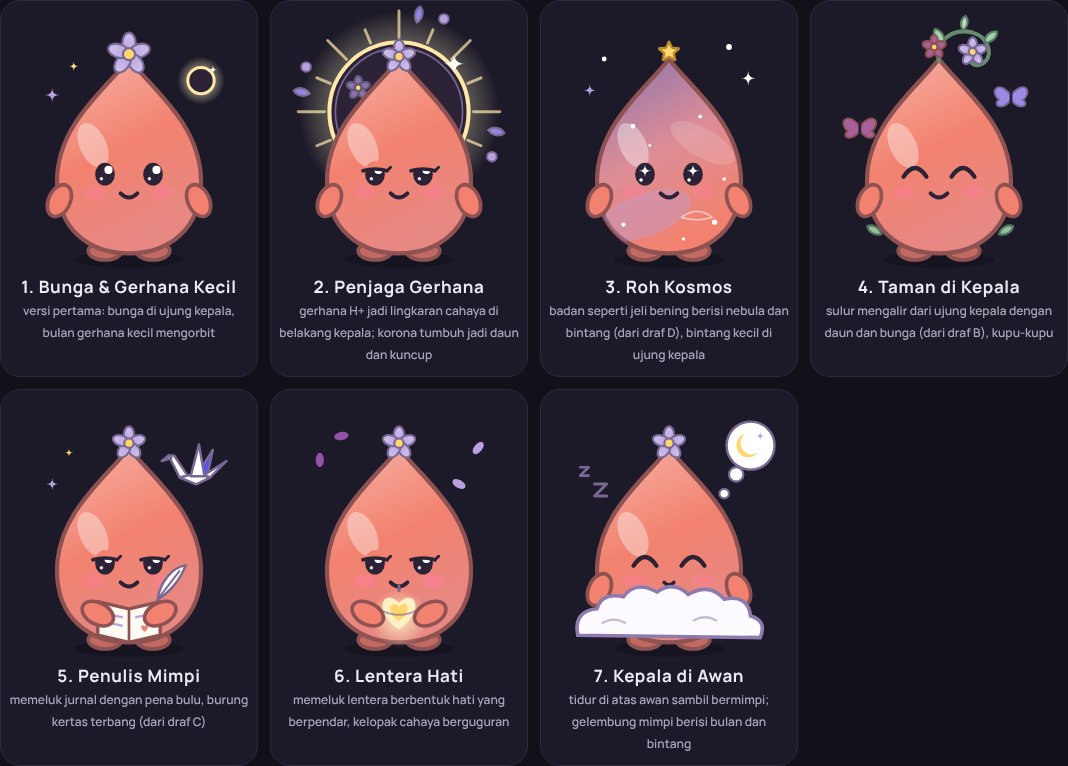 1. Bunga & Gerhana Kecil
versi pertama: bunga di ujung kepala,
bulan gerhana kecil mengorbit
2. Penjaga Gerhana
gerhana H+ jadi lingkaran cahaya di
belakang kepala; korona tumbuh jadi daun
dan kuncup
3. Roh Kosmos
badan seperti jeli bening berisi nebula dan
bintang (dari draf D), bintang kecil di
ujung kepala
4. Taman di Kepala
sulur mengalir dari ujung kepala dengan
daun dan bunga (dari draf B), kupu-kupu
5. Penulis Mimpi
memeluk jurnal dengan pena bulu, burung
kertas terbang (dari draf C)
6. Lentera Hati
memeluk lentera berbentuk hati yang
berpendar, kelopak cahaya berguguran
z
Z
7. Kepala di Awan
tidur di atas awan sambil bermimpi;
gelembung mimpi berisi bulan dan
bintang